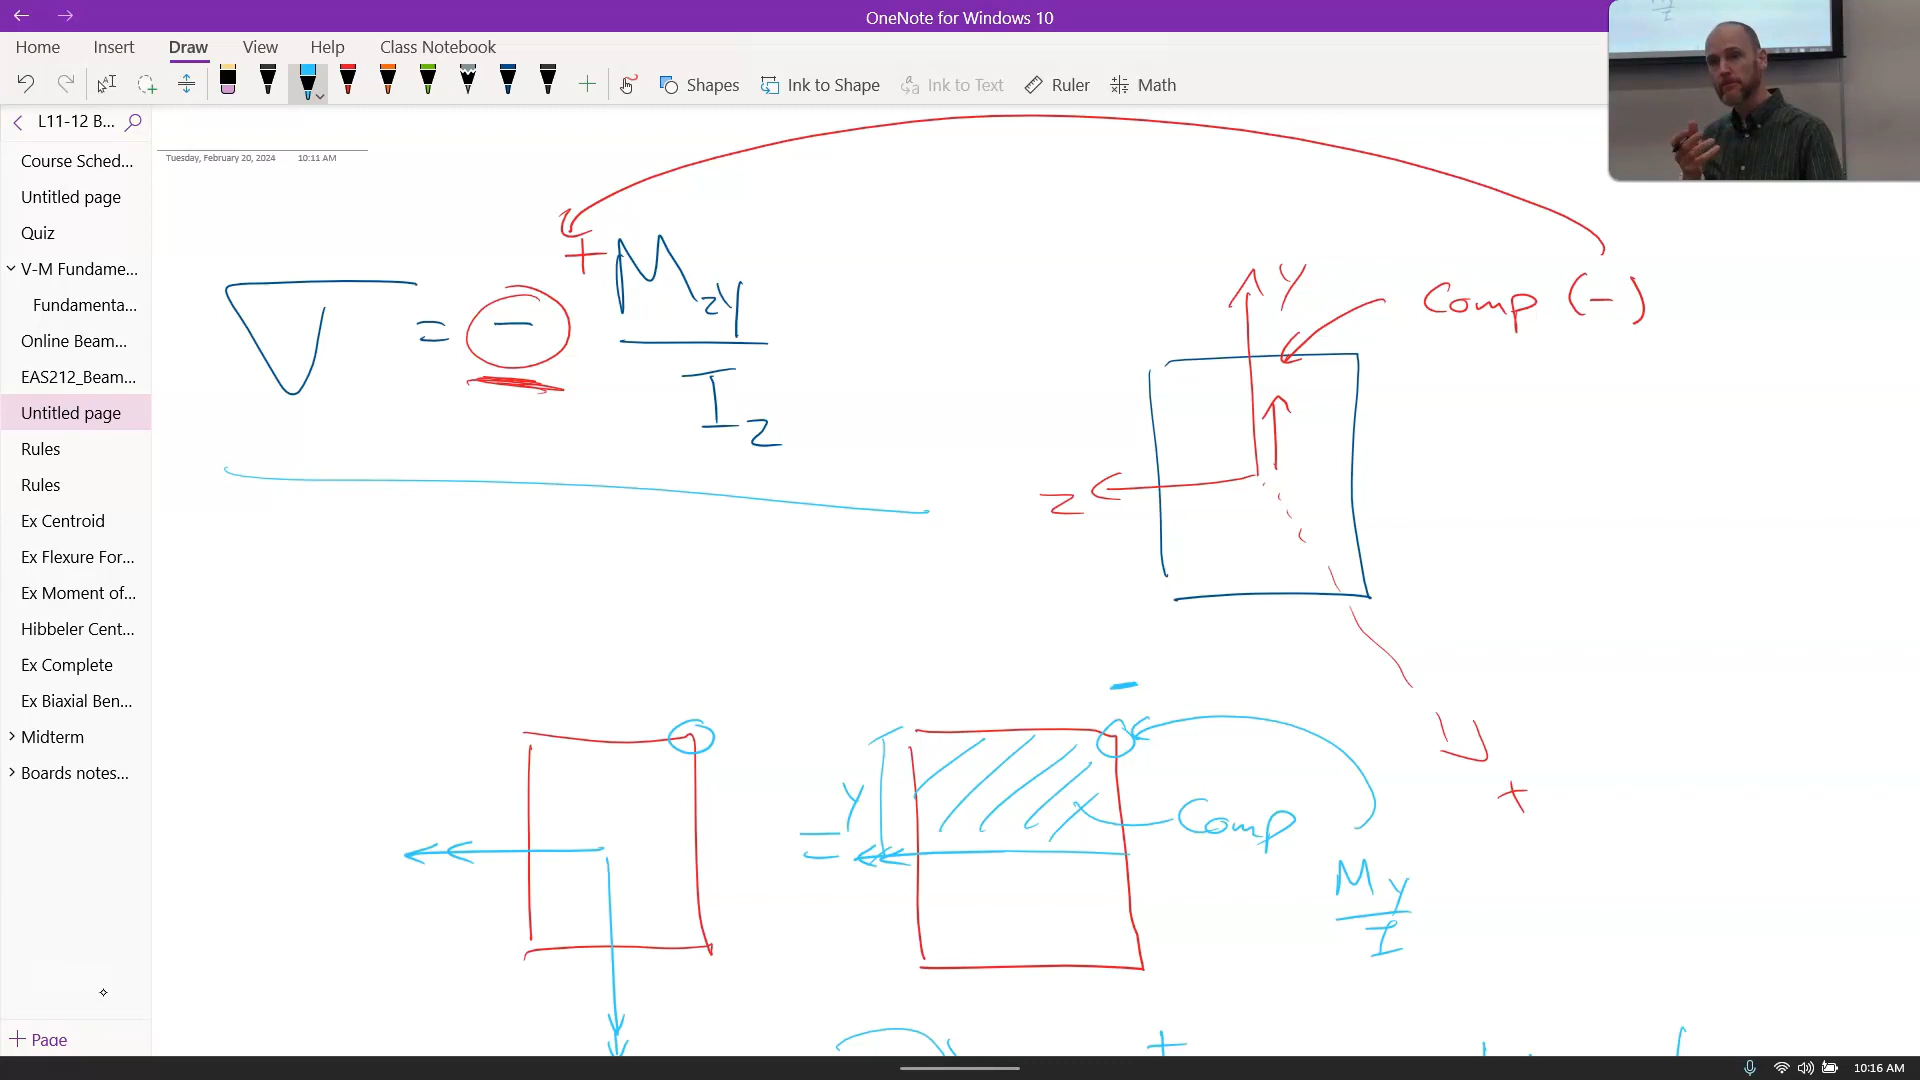 OneNote for Windows 10
Home Insert Draw View Help Class Notebook
Shapes Ink to Shape Ink to Text Ruler Math
L11-12 B...
Course Sched...
Untitled page
Quiz
V-M Fundame...
Fundamenta...
Online Beam...
EAS212_Beam...
Untitled page
Rules
Rules
Ex Centroid
Ex Flexure For...
Ex Moment of...
Hibbeler Cent...
Ex Complete
Ex Biaxial Ben...
Midterm
Boards notes...
Page
Tuesday, February 20, 2024 10:11 AM
+
σ = - Mzy
Iz
Y
Comp (-)
z
+
-
Y
Comp
My
I
+
10:16 AM